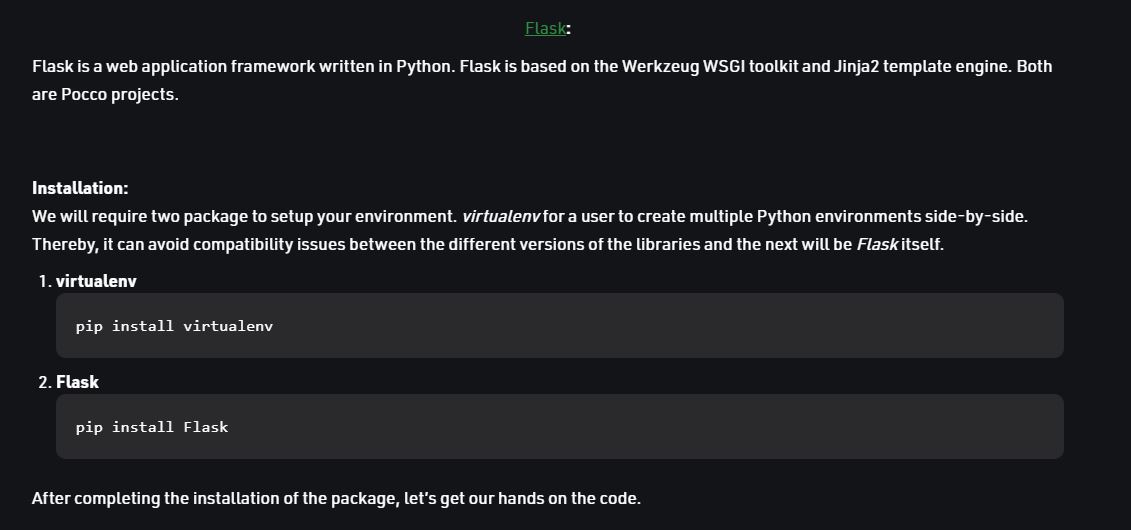 Flask:
Flask is a web application framework written in Python. Flask is based on the Werkzeug WSGI toolkit and Jinja2 template engine. Both
are Pocco projects.
Installation:
We will require two package to setup your environment. virtualenv for a user to create multiple Python environments side-by-side.
Thereby, it can avoid compatibility issues between the different versions of the libraries and the next will be Flask itself.
1. virtualenv
pip install virtualenv
2. Flask
pip install Flask
After completing the installation of the package, let’s get our hands on the code.